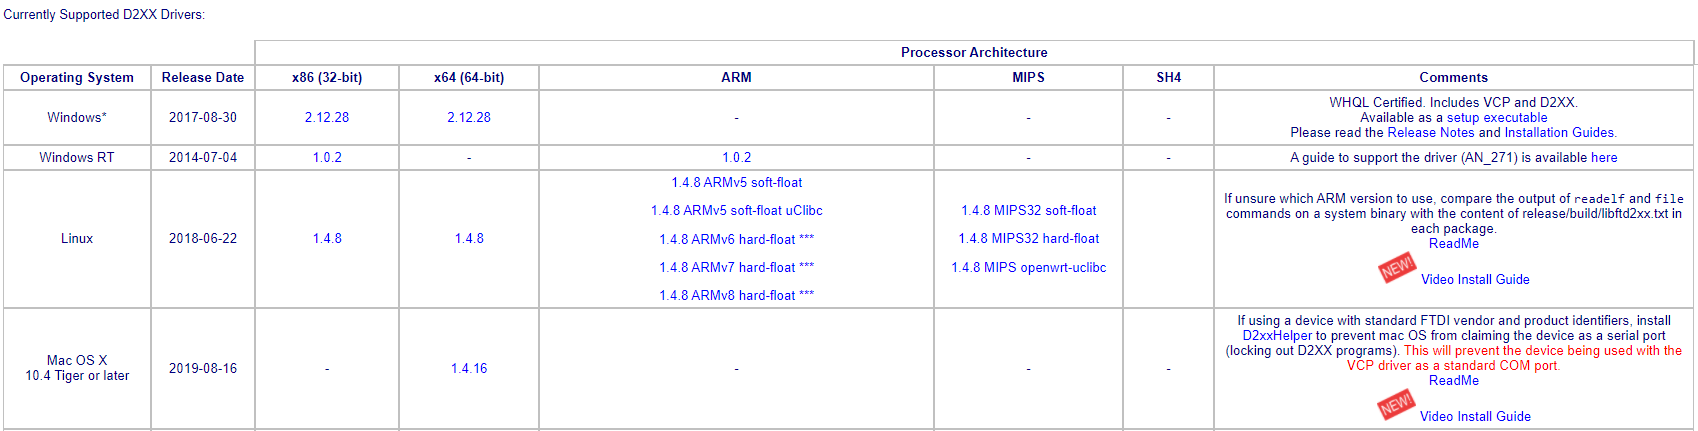 Currently Supported D2XX Drivers:
Processor Architecture
Operating System Release Date x86 (32-bit) x64 (64-bit) ARM MIPS SH4 Comments
Windows* 2017-08-30 2.12.28 2.12.28 - - - WHQL Certified. Includes VCP and D2XX.
Available as a setup executable
Please read the Release Notes and Installation Guides.
Windows RT 2014-07-04 1.0.2 - 1.0.2 - - A guide to support the driver (AN_271) is available here
Linux 2018-06-22 1.4.8 1.4.8
1.4.8 ARMv5 soft-float
1.4.8 ARMv5 soft-float uClibc
1.4.8 ARMv6 hard-float ***
1.4.8 ARMv7 hard-float ***
1.4.8 ARMv8 hard-float ***
1.4.8 MIPS32 soft-float
1.4.8 MIPS32 hard-float
1.4.8 MIPS openwrt-uclibc
If unsure which ARM version to use, compare the output of readelf and file
commands on a system binary with the content of release/build/libftd2xx.txt in
each package.
ReadMe
NEW! Video Install Guide
Mac OS X
10.4 Tiger or later
2019-08-16 - 1.4.16 - - -
If using a device with standard FTDI vendor and product identifiers, install
D2xxHelper to prevent mac OS from claiming the device as a serial port
(locking out D2XX programs). This will prevent the device being used with the
VCP driver as a standard COM port.
ReadMe
NEW! Video Install Guide